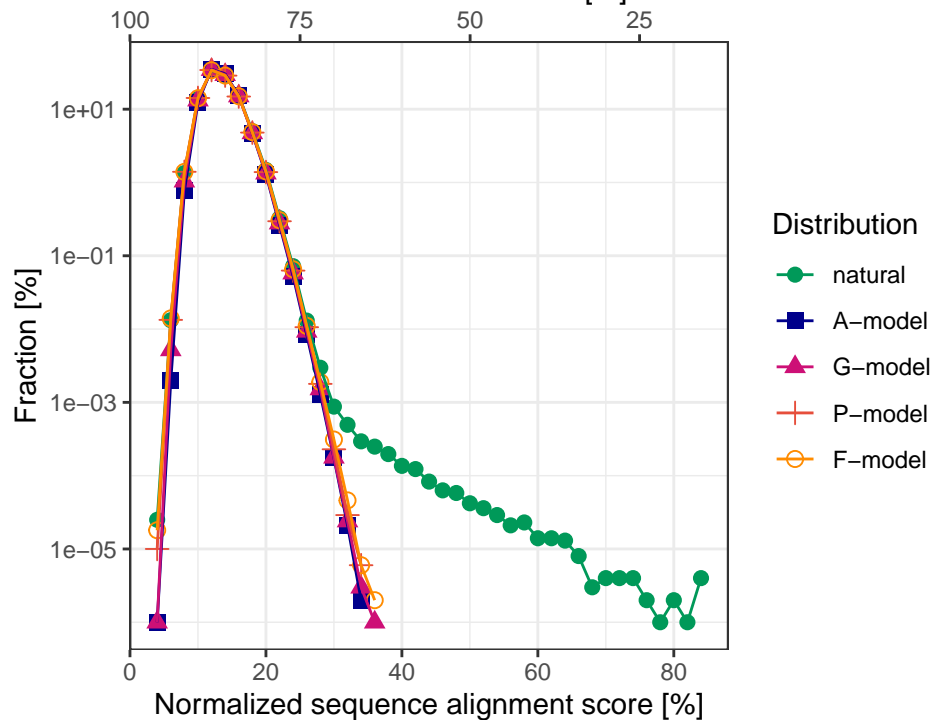 100 75 50 25
Fraction [%]
1e+01
1e−01
1e−03
1e−05
0 20 40 60 80
Normalized sequence alignment score [%]
Distribution
natural
A−model
G−model
P−model
F−model